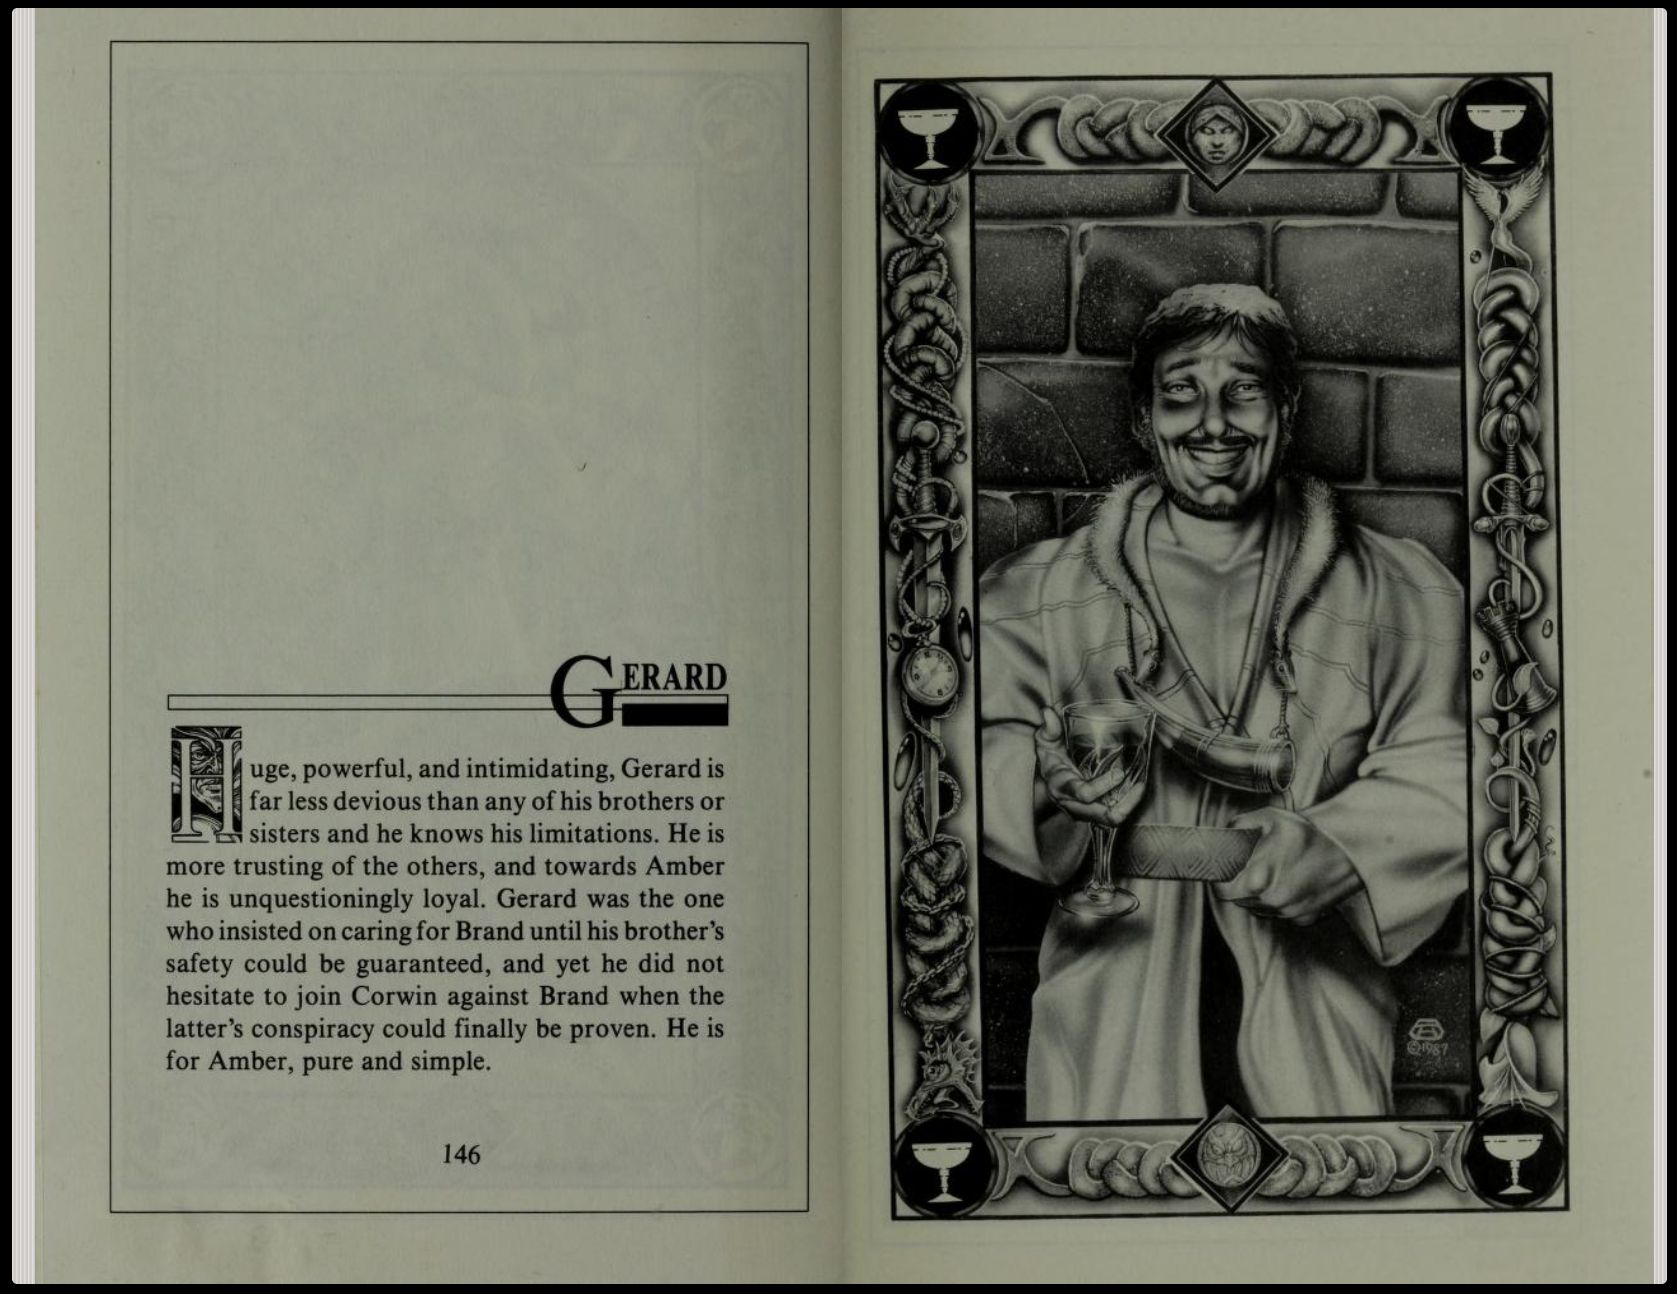 GERARD
Huge, powerful, and intimidating, Gerard is
far less devious than any of his brothers or
sisters and he knows his limitations. He is
more trusting of the others, and towards Amber
he is unquestioningly loyal. Gerard was the one
who insisted on caring for Brand until his brother's
safety could be guaranteed, and yet he did not
hesitate to join Corwin against Brand when the
latter's conspiracy could finally be proven. He is
for Amber, pure and simple.
146
©1987